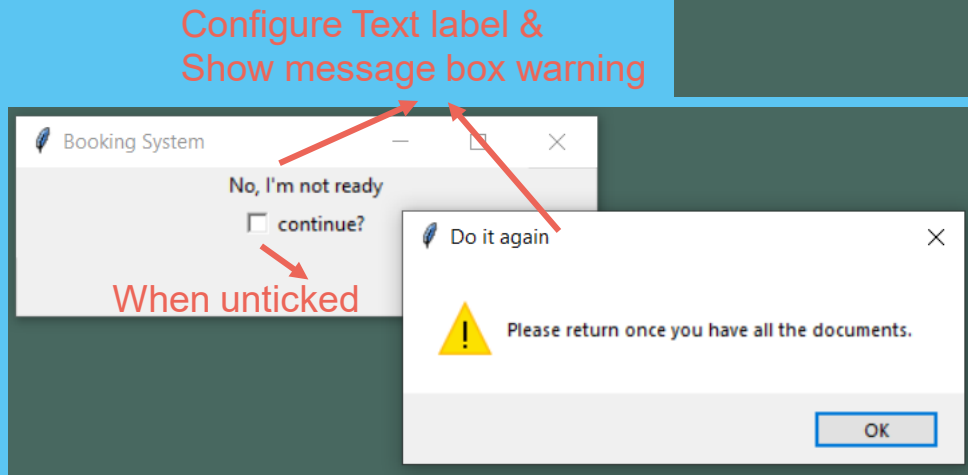 Configure Text label &
Show message box warning
Booking System
No, I'm not ready
continue?
When unticked
Do it again
Please return once you have all the documents.
OK